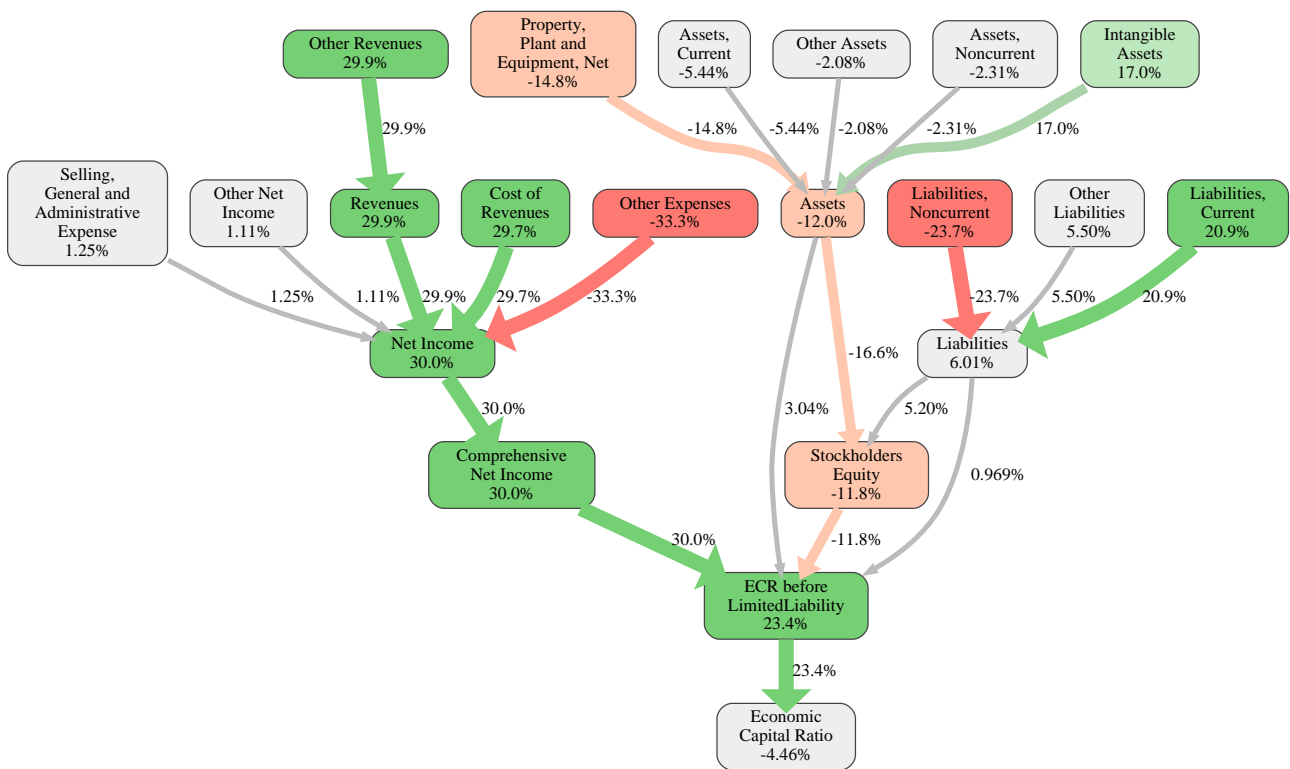 Other Revenues
29.9%
Property,
Plant and
Equipment, Net
-14.8%
Assets,
Current
-5.44%
Other Assets
-2.08%
Assets,
Noncurrent
-2.31%
Intangible
Assets
17.0%
29.9%
-14.8%
-5.44%
-2.08%
-2.31%
17.0%
Selling,
General and
Administrative
Expense
1.25%
Other Net
Income
1.11%
Revenues
29.9%
Cost of
Revenues
29.7%
Other Expenses
-33.3%
Assets
-12.0%
Liabilities,
Noncurrent
-23.7%
Other
Liabilities
5.50%
Liabilities,
Current
20.9%
1.25%
1.11%
29.9%
29.7%
-33.3%
-23.7%
5.50%
20.9%
Net Income
30.0%
-16.6%
Liabilities
6.01%
30.0%
3.04%
5.20%
Comprehensive
Net Income
30.0%
Stockholders
Equity
-11.8%
0.969%
30.0%
-11.8%
ECR before
LimitedLiability
23.4%
23.4%
Economic
Capital Ratio
-4.46%